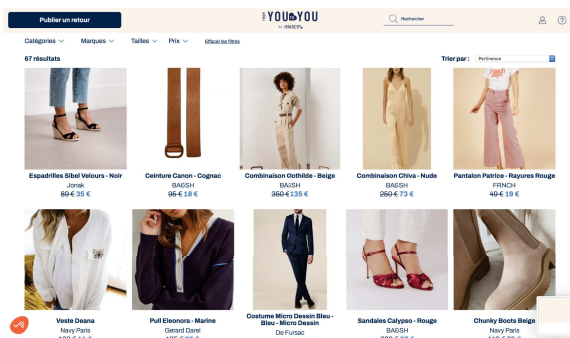 Publier un retour
FROM YOU TO YOU
Rechercher
Catégories
Marques
Tailles
Prix
Effacer les filtres
67 résultats
Trier par :
Pertinence
Espadrilles Sibel Velours - Noir
Jonak
89 € 35 €
Ceinture Canon - Cognac
BA&SH
95 € 18 €
Combinaison Clothilde - Beige
BA&SH
350 € 135 €
Combinaison Chiva - Nude
BA&SH
250 € 73 €
Pantalon Patrice - Rayures Rouge
FRNCH
49 € 19 €
Veste Deana
Navy Paris
Pull Eleonora - Marine
Gerard Darel
Costume Micro Dessin Bleu -
Bleu - Micro Dessin
De Fursac
Sandales Calypso - Rouge
BA&SH
Chunky Boots Beige
Navy Paris